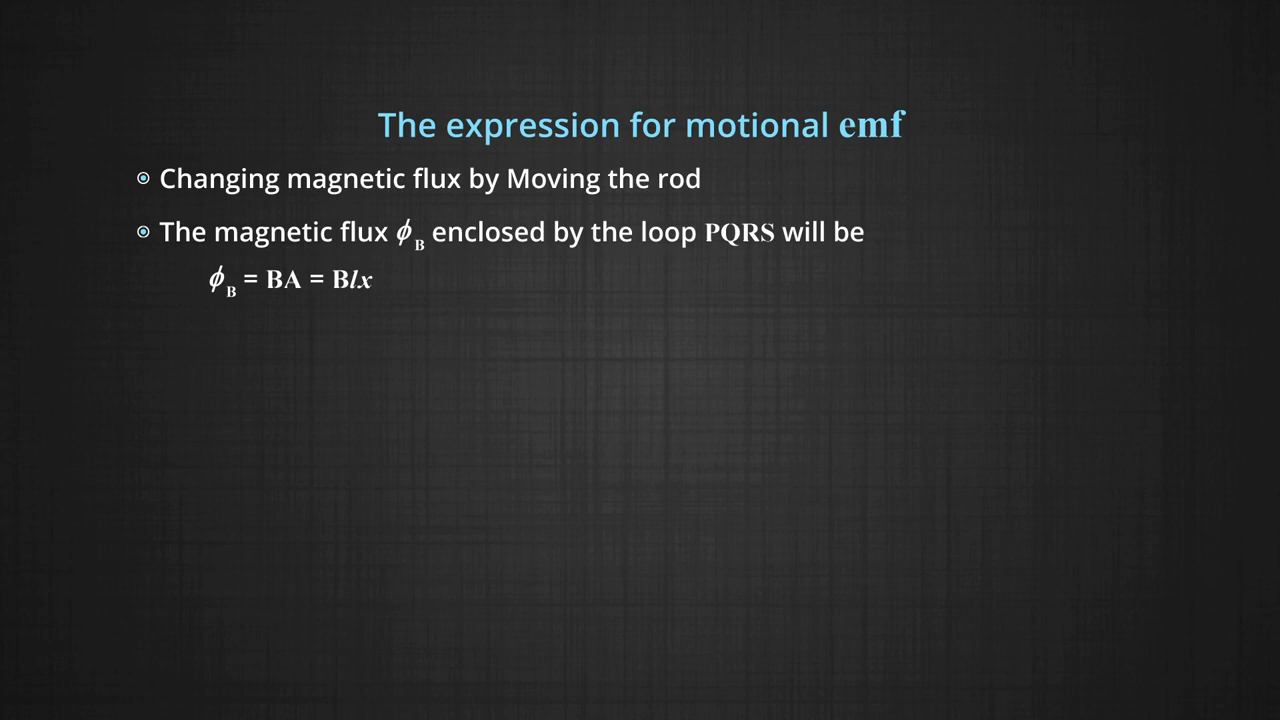 The expression for motional emf
Changing magnetic flux by Moving the rod
The magnetic flux ϕB enclosed by the loop PQRS will be
ϕB = BA = Blx